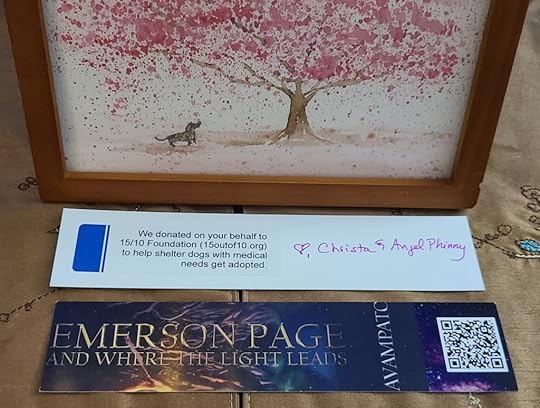 We donated on your behalf to
15/10 Foundation (15outof10.org)
to help shelter dogs with medical
needs get adopted.
♡, Christa & Angel Phinny
EMERSON PAGE
AND WHERE THE LIGHT LEADS
AVAMPATO